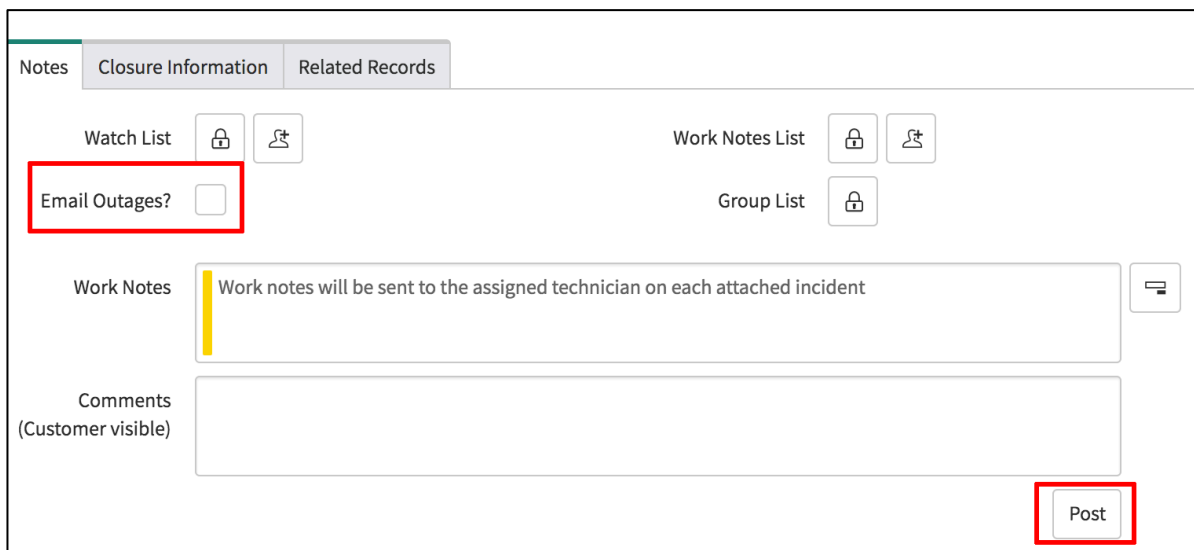 Notes Closure Information Related Records
Watch List Work Notes List
Email Outages? Group List
Work Notes Work notes will be sent to the assigned technician on each attached incident
Comments
(Customer visible)
Post